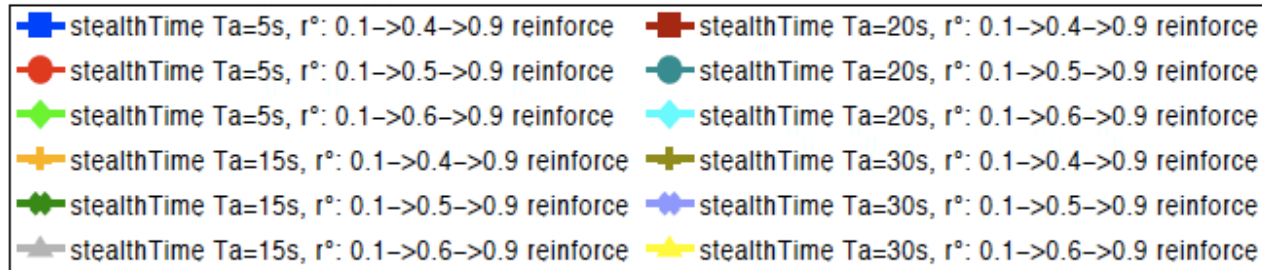 stealthTime Ta=5s, r°: 0.1–>0.4–>0.9 reinforce
stealthTime Ta=5s, r°: 0.1–>0.5–>0.9 reinforce
stealthTime Ta=5s, r°: 0.1–>0.6–>0.9 reinforce
stealthTime Ta=15s, r°: 0.1–>0.4–>0.9 reinforce
stealthTime Ta=15s, r°: 0.1–>0.5–>0.9 reinforce
stealthTime Ta=15s, r°: 0.1–>0.6–>0.9 reinforce
stealthTime Ta=20s, r°: 0.1–>0.4–>0.9 reinforce
stealthTime Ta=20s, r°: 0.1–>0.5–>0.9 reinforce
stealthTime Ta=20s, r°: 0.1–>0.6–>0.9 reinforce
stealthTime Ta=30s, r°: 0.1–>0.4–>0.9 reinforce
stealthTime Ta=30s, r°: 0.1–>0.5–>0.9 reinforce
stealthTime Ta=30s, r°: 0.1–>0.6–>0.9 reinforce